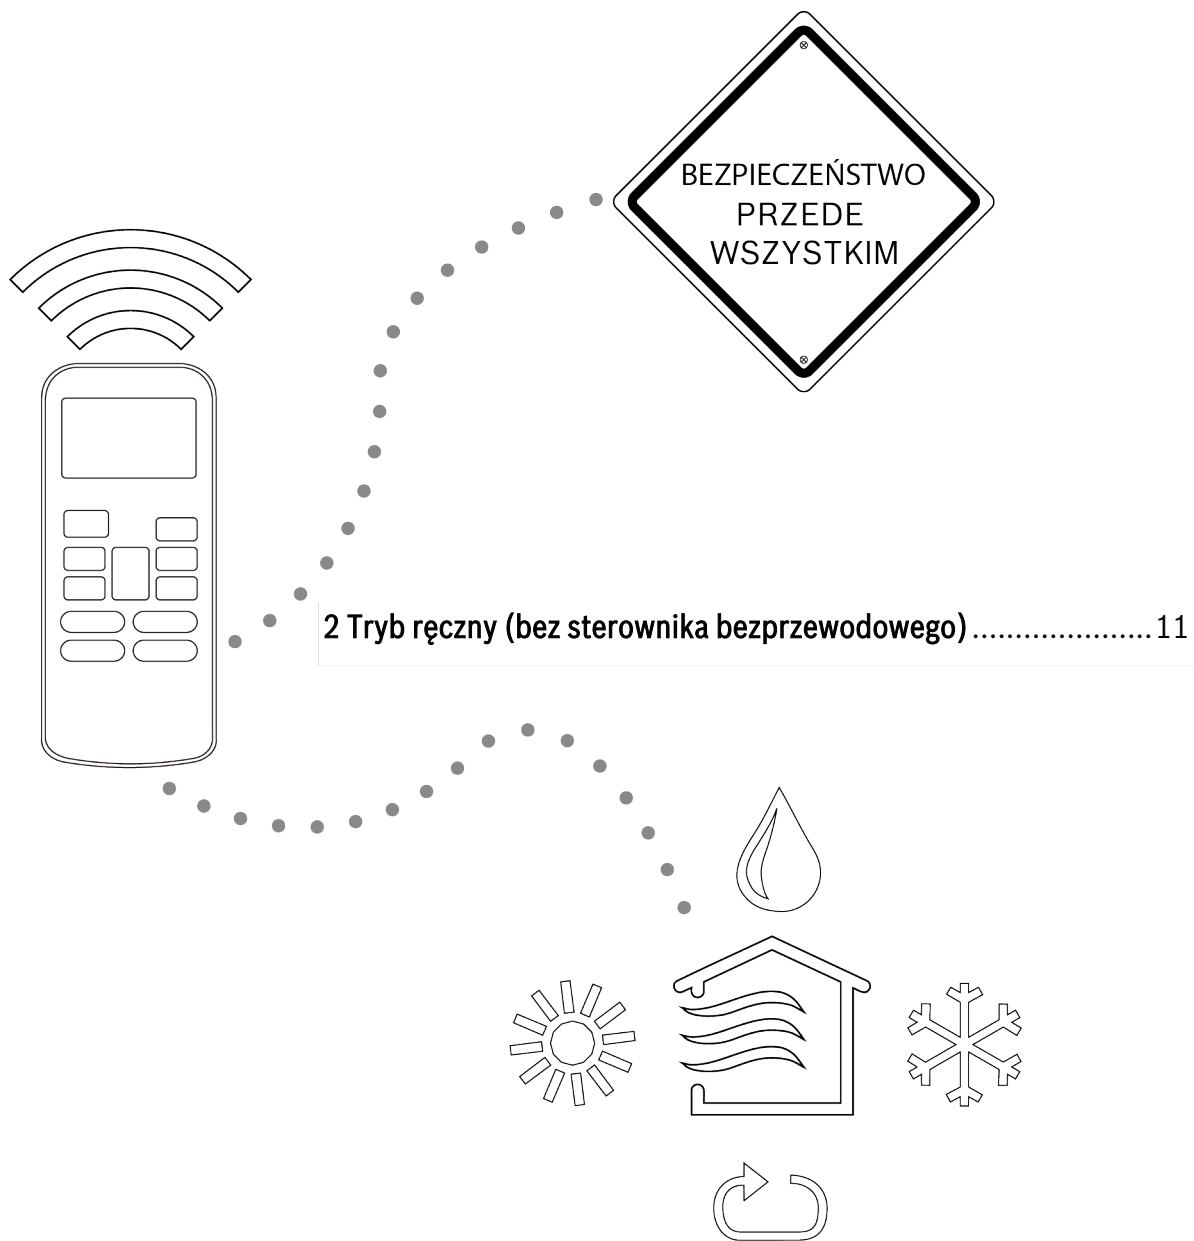 BEZPIECZEŃSTWO
PRZEDE
WSZYSTKIM
2 Tryb ręczny (bez sterownika bezprzewodowego).....................11